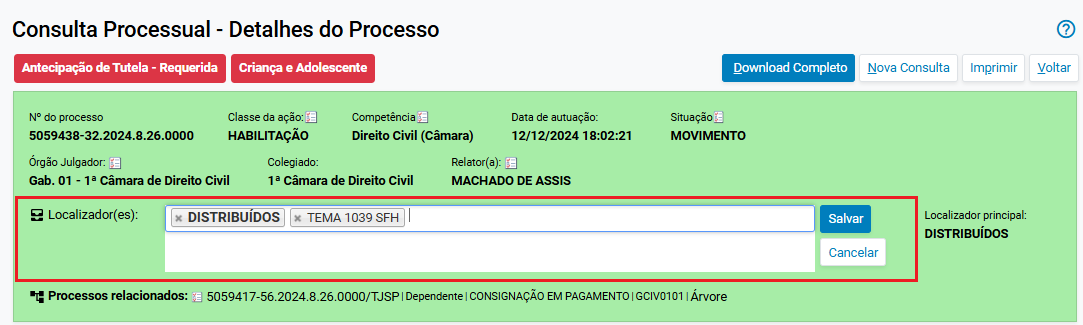 Consulta Processual - Detalhes do Processo
Antecipação de Tutela - Requerida Criança e Adolescente Download Completo Nova Consulta Imprimir Voltar
Nº do processo Classe da ação: Competência Data de autuação: Situação
5059438-32.2024.8.26.0000 HABILITAÇÃO Direito Civil (Câmara) 12/12/2024 18:02:21 MOVIMENTO
Órgão Julgador: Colegiado: Relator(a):
Gab. 01 - 1ª Câmara de Direito Civil 1ª Câmara de Direito Civil MACHADO DE ASSIS
Localizador(es): × DISTRIBUÍDOS × TEMA 1039 SFH Salvar Localizador principal:
DISTRIBUÍDOS
Cancelar
Processos relacionados: 5059417-56.2024.8.26.0000/TJSP | Dependente | CONSIGNAÇÃO EM PAGAMENTO | GCIV0101 | Árvore